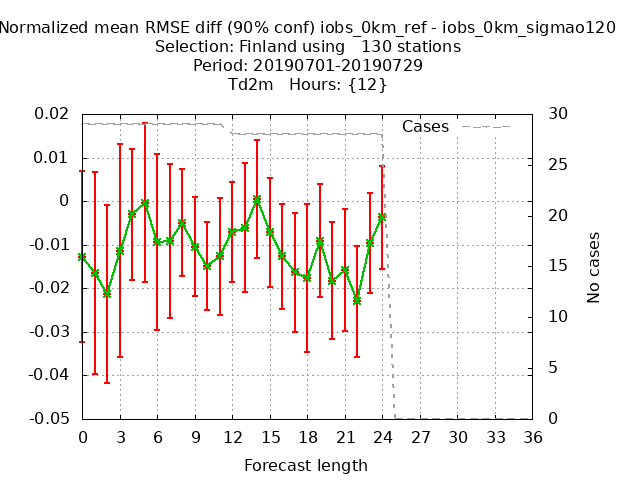 Normalized mean RMSE diff (90% conf) iobs_0km_ref - iobs_0km_sigmao120
Selection: Finland using 130 stations
Period: 20190701-20190729
Td2m Hours: {12}
Cases
0.02
0.01
0
-0.01
-0.02
-0.03
-0.04
-0.05
30
25
20
15
10
5
0
No cases
0 3 6 9 12 15 18 21 24 27 30 33 36
Forecast length